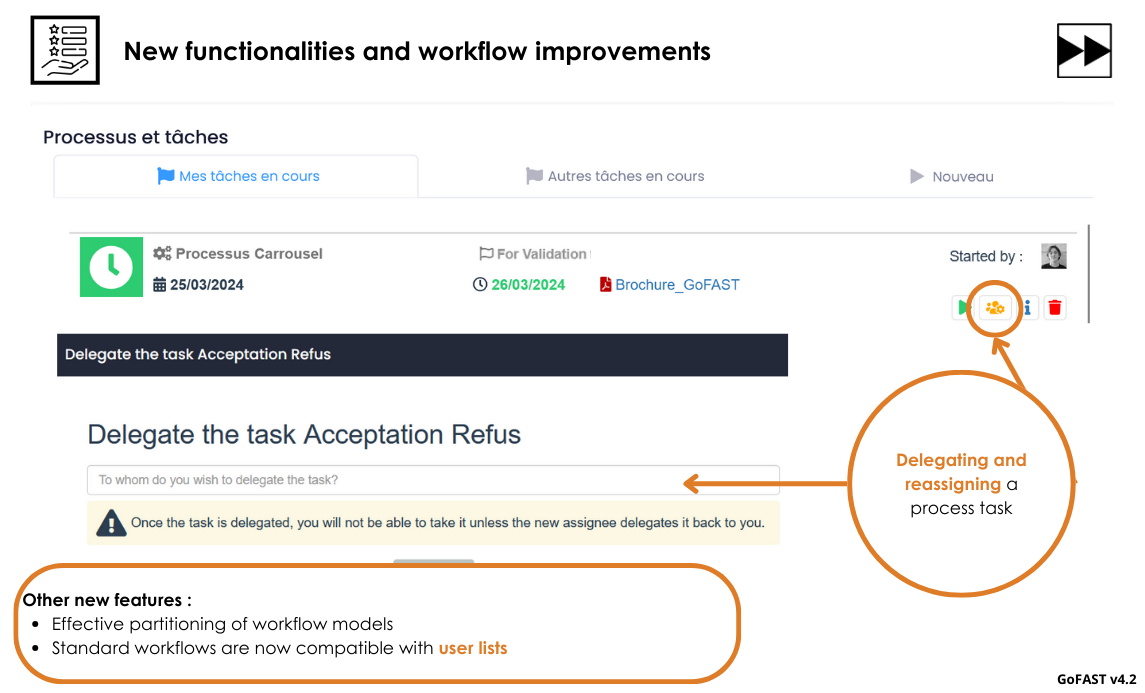 New functionalities and workflow improvements
Processus et tâches
Mes tâches en cours
Autres tâches en cours
Nouveau
Processus Carrousel
For Validation
Started by :
25/03/2024
26/03/2024
Brochure_GoFAST
Delegate the task Acceptation Refus
Delegate the task Acceptation Refus
To whom do you wish to delegate the task?
Once the task is delegated, you will not be able to take it unless the new assignee delegates it back to you.
Delegating and
reassigning a
process task
Other new features :
• Effective partitioning of workflow models
• Standard workflows are now compatible with user lists
GoFAST v4.2